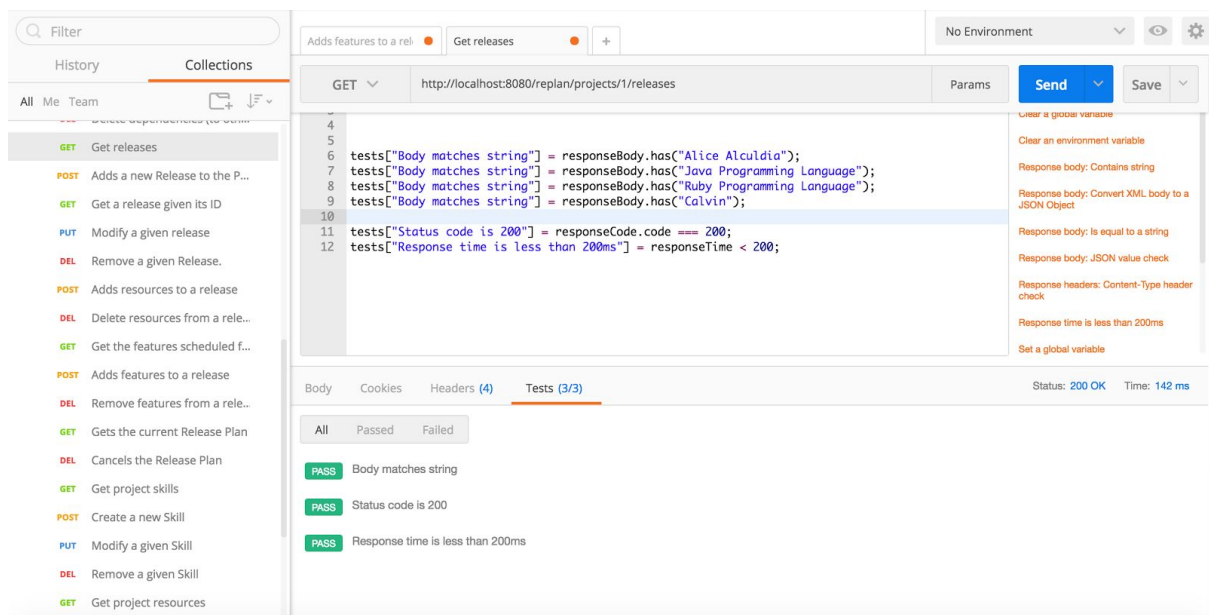 Filter
History
Collections
All Me Team
GET Get releases
POST Adds a new Release to the P...
GET Get a release given its ID
PUT Modify a given release
DEL Remove a given Release.
POST Adds resources to a release
DEL Delete resources from a rele...
GET Get the features scheduled f...
POST Adds features to a release
DEL Remove features from a rele...
GET Gets the current Release Plan
DEL Cancels the Release Plan
GET Get project skills
POST Create a new Skill
PUT Modify a given Skill
DEL Remove a given Skill
GET Get project resources
Adds features to a rel
Get releases
+
No Environment
GET
http://localhost:8080/replan/projects/1/releases
Params
Send
Save
4
5
6 tests["Body matches string"] = responseBody.has("Alice Alculdia");
7 tests["Body matches string"] = responseBody.has("Java Programming Language");
8 tests["Body matches string"] = responseBody.has("Ruby Programming Language");
9 tests["Body matches string"] = responseBody.has("Calvin");
10
11 tests["Status code is 200"] = responseCode.code === 200;
12 tests["Response time is less than 200ms"] = responseTime < 200;
Clear a global variable
Clear an environment variable
Response body: Contains string
Response body: Convert XML body to a
JSON Object
Response body: Is equal to a string
Response body: JSON value check
Response headers: Content-Type header
check
Response time is less than 200ms
Set a global variable
Body
Cookies
Headers (4)
Tests (3/3)
Status: 200 OK Time: 142 ms
All
Passed
Failed
PASS Body matches string
PASS Status code is 200
PASS Response time is less than 200ms